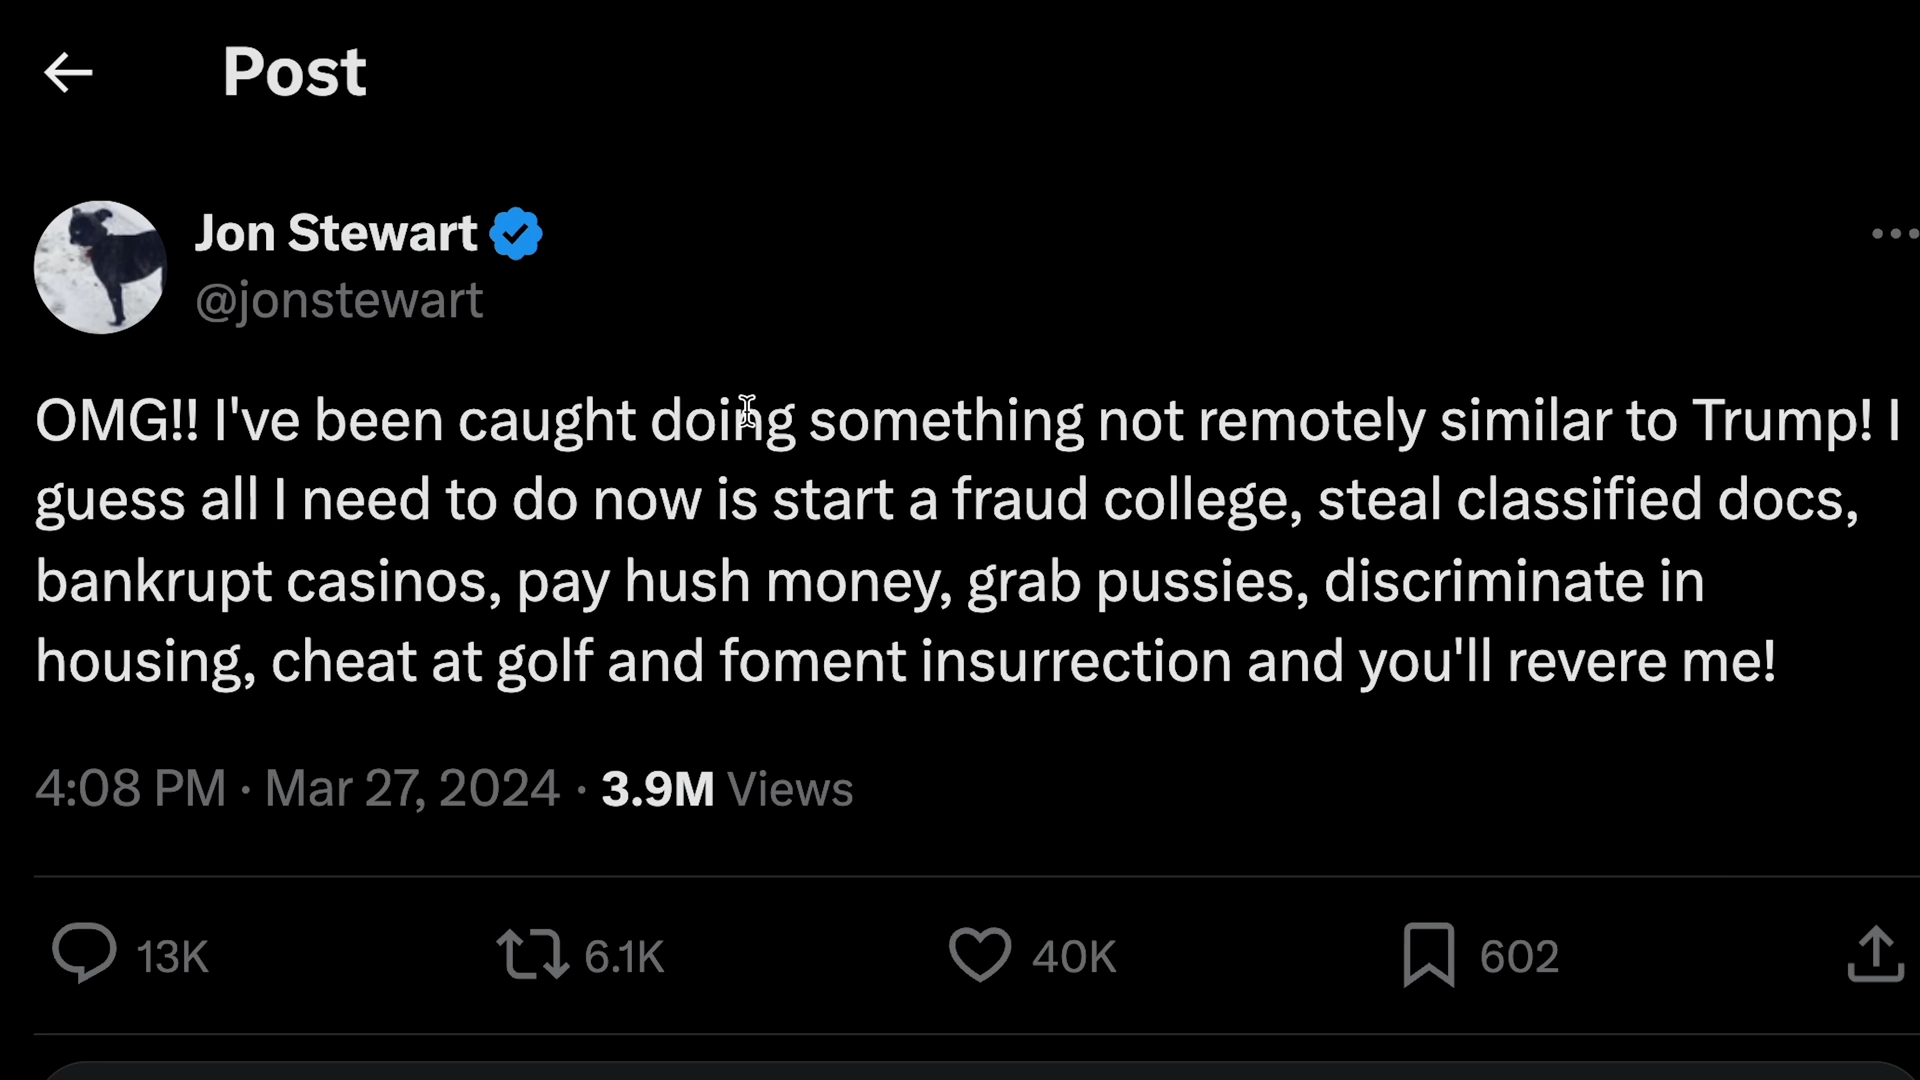 Post
Jon Stewart
@jonstewart
OMG!! I've been caught doing something not remotely similar to Trump! I
guess all I need to do now is start a fraud college, steal classified docs,
bankrupt casinos, pay hush money, grab pussies, discriminate in
housing, cheat at golf and foment insurrection and you'll revere me!
4:08 PM · Mar 27, 2024 · 3.9M Views
13K 6.1K 40K 602